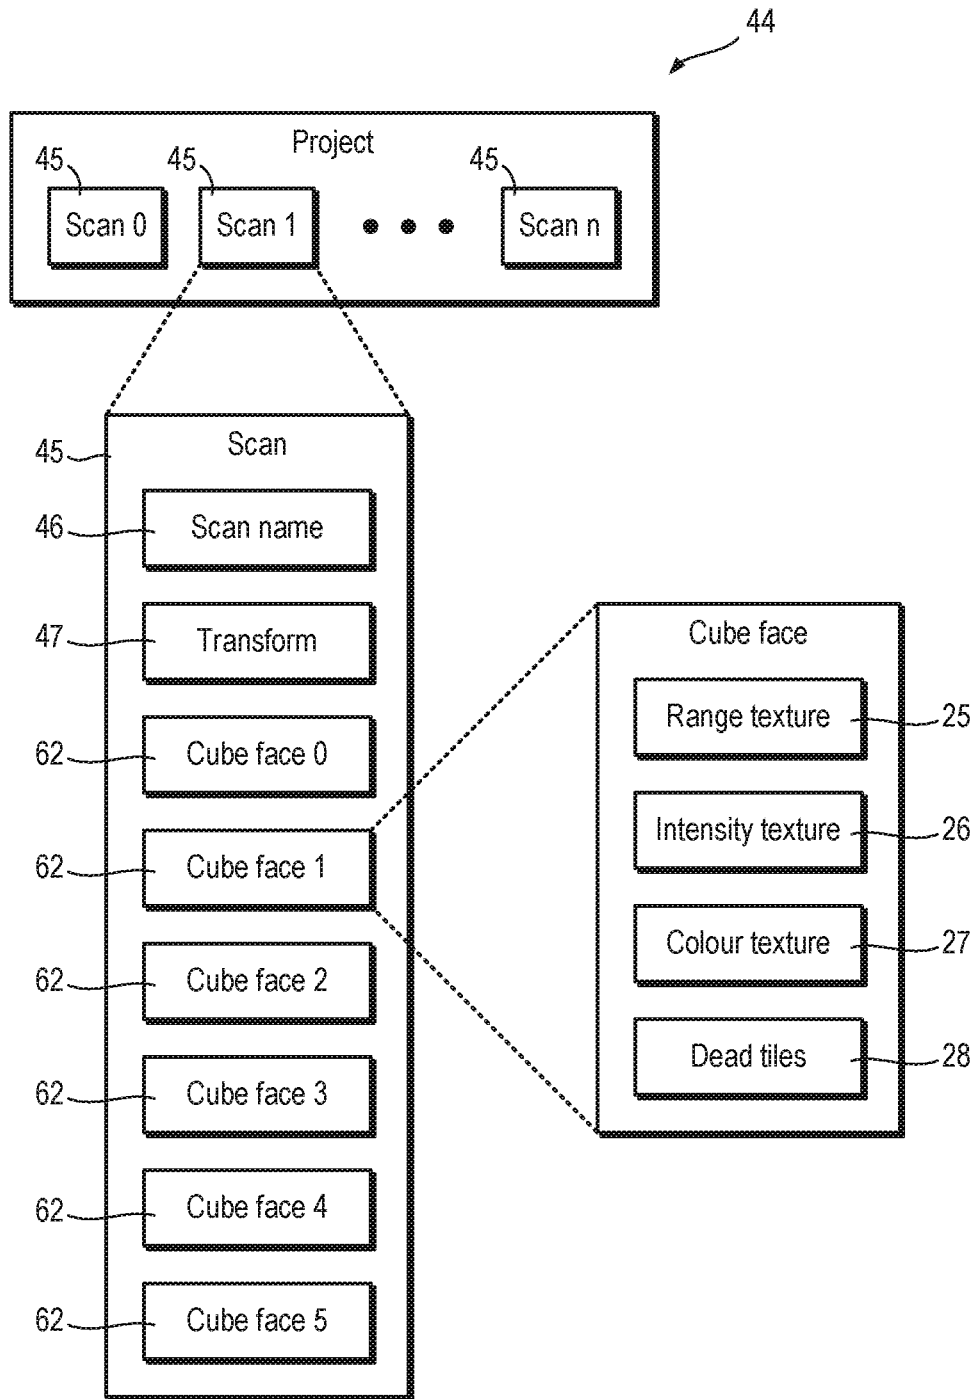 44
Project
45 45 45
Scan 0 Scan 1 Scan n
45 Scan
46 Scan name
47 Transform
62 Cube face 0
62 Cube face 1
62 Cube face 2
62 Cube face 3
62 Cube face 4
62 Cube face 5
Cube face
Range texture 25
Intensity texture 26
Colour texture 27
Dead tiles 28